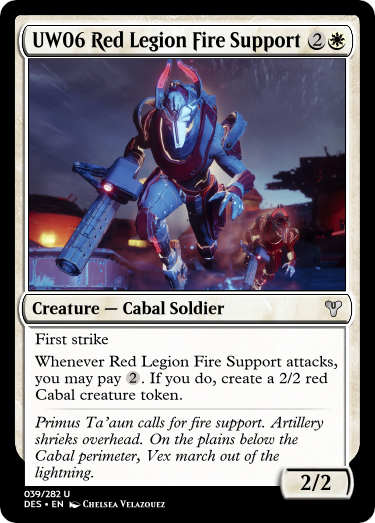 UW06 Red Legion Fire Support 2
Creature — Cabal Soldier
First strike
Whenever Red Legion Fire Support attacks,
you may pay 2. If you do, create a 2/2 red
Cabal creature token.
Primus Ta'aun calls for fire support. Artillery
shrieks overhead. On the plains below the
Cabal perimeter, Vex march out of the
lightning.
2/2
039/282 U
DES • EN Chelsea Velazquez